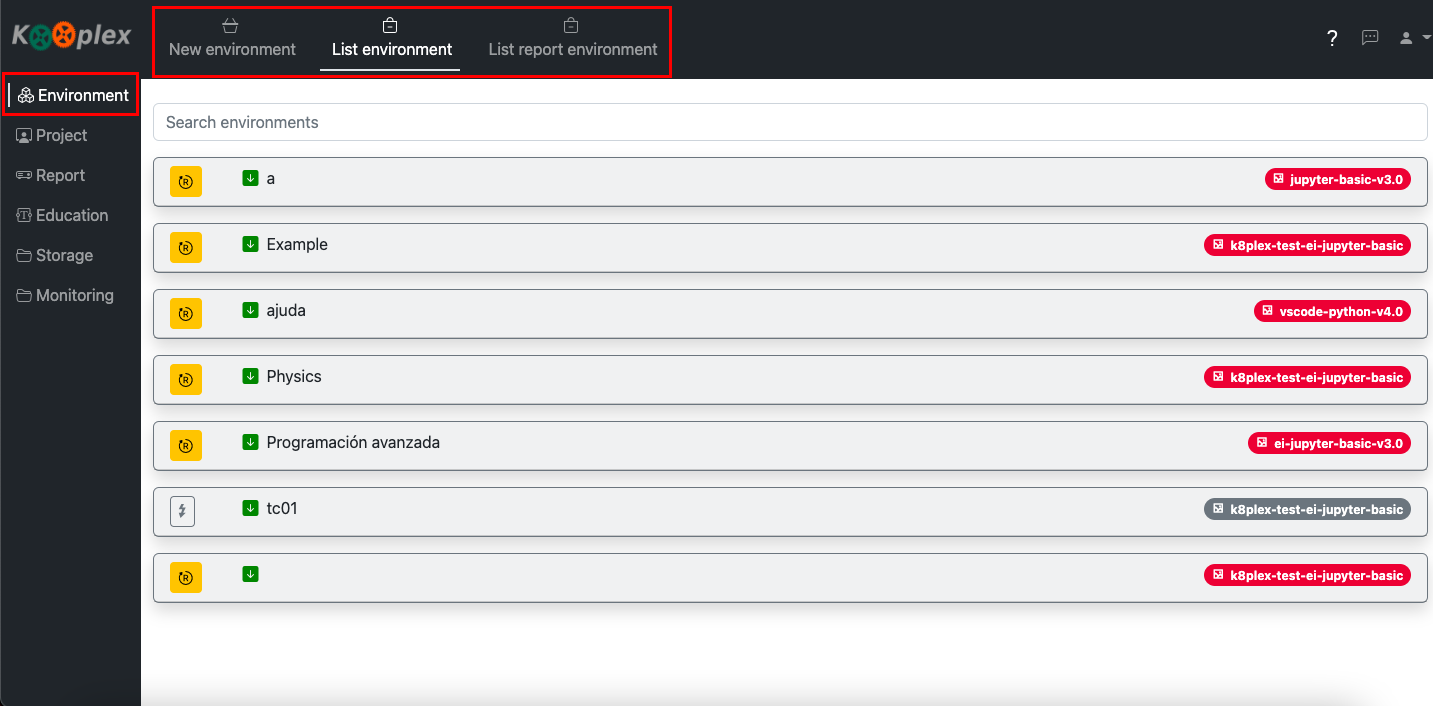 Kooplex
New environment
List environment
List report environment
?
Environment
Project
Report
Education
Storage
Monitoring
Search environments
a
jupyter-basic-v3.0
Example
k8plex-test-ei-jupyter-basic
ajuda
vscode-python-v4.0
Physics
k8plex-test-ei-jupyter-basic
Programación avanzada
ei-jupyter-basic-v3.0
tc01
k8plex-test-ei-jupyter-basic
k8plex-test-ei-jupyter-basic